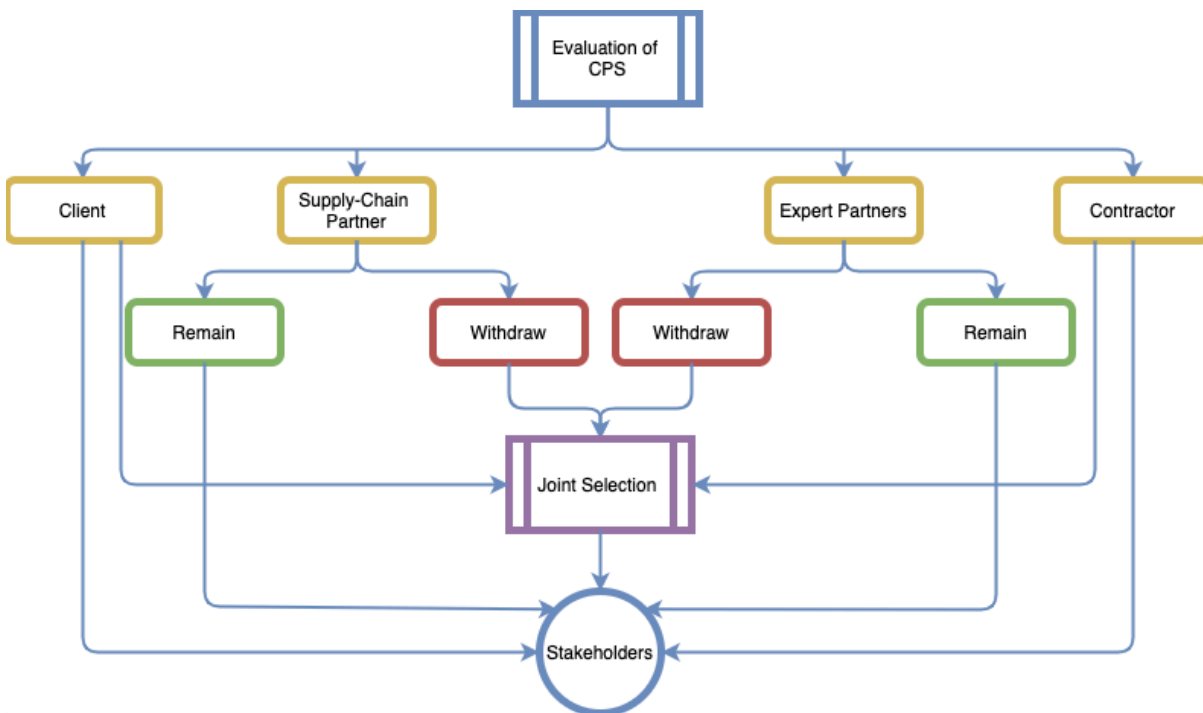 Evaluation of
CPS
Client
Supply-Chain
Partner
Expert Partners
Contractor
Remain
Withdraw
Withdraw
Remain
Joint Selection
Stakeholders